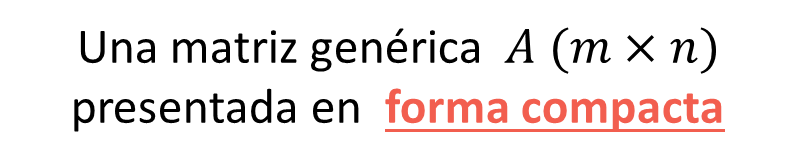 Una matriz genérica A (m × n)
presentada en forma compacta